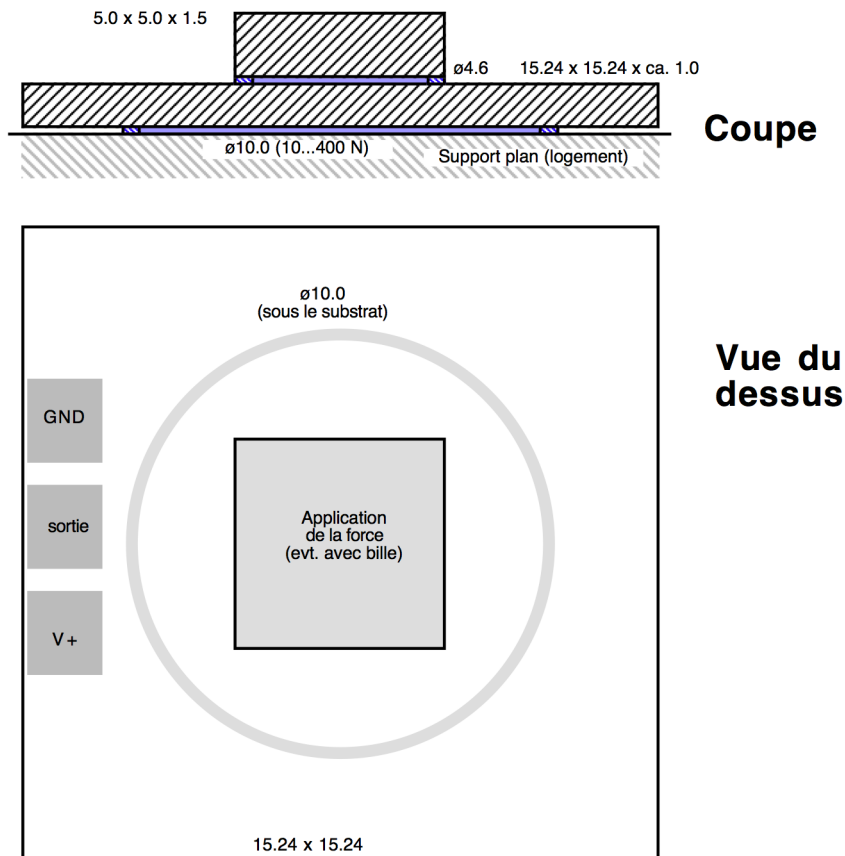 5.0 x 5.0 x 1.5
ø4.6
15.24 x 15.24 x ca. 1.0
Coupe
ø10.0 (10...400 N)
Support plan (logement)
ø10.0
(sous le substrat)
Vue du
dessus
GND
sortie
V+
Application
de la force
(evt. avec bille)
15.24 x 15.24